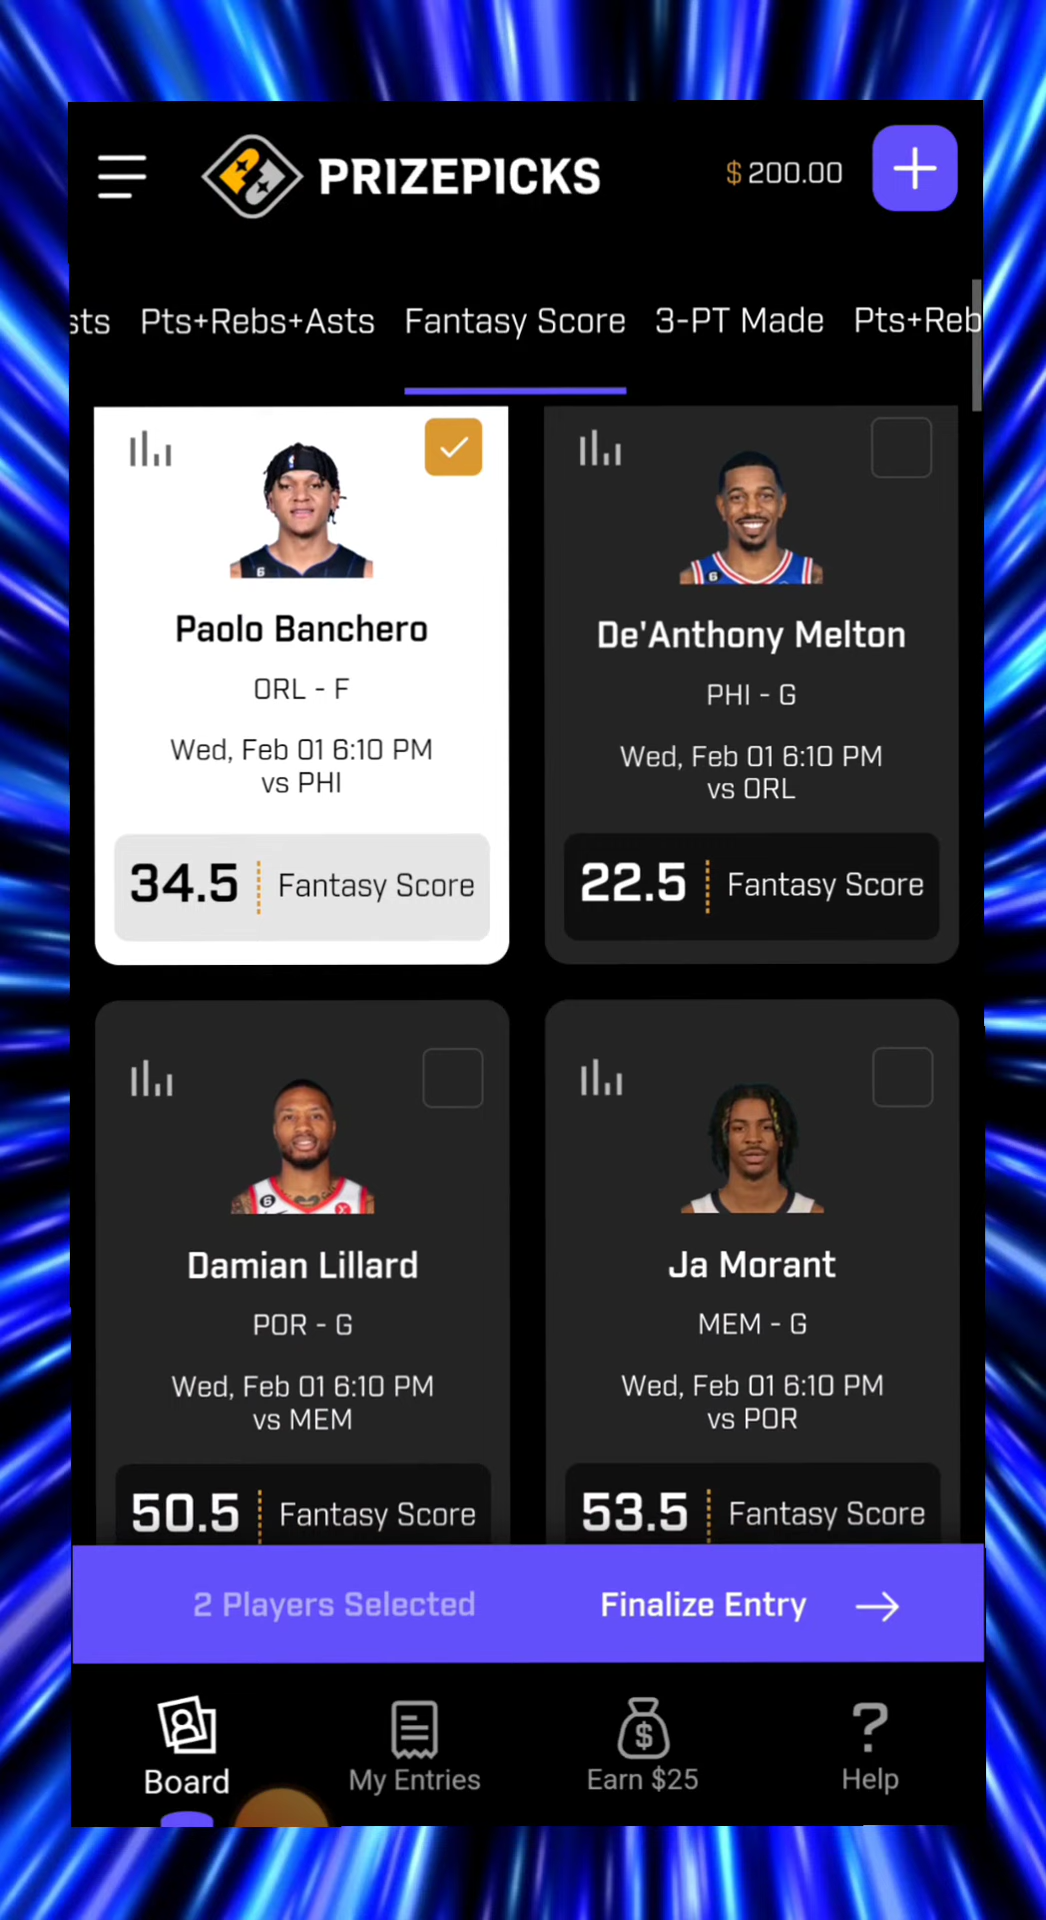 PRIZEPICKS
$ 200.00
sts Pts+Rebs+Asts Fantasy Score 3-PT Made Pts+Reb
Paolo Banchero
ORL - F
Wed, Feb 01 6:10 PM
vs PHI
34.5 Fantasy Score
De'Anthony Melton
PHI - G
Wed, Feb 01 6:10 PM
vs ORL
22.5 Fantasy Score
Damian Lillard
POR - G
Wed, Feb 01 6:10 PM
vs MEM
50.5 Fantasy Score
Ja Morant
MEM - G
Wed, Feb 01 6:10 PM
vs POR
53.5 Fantasy Score
2 Players Selected
Finalize Entry
Board
My Entries
Earn $25
Help